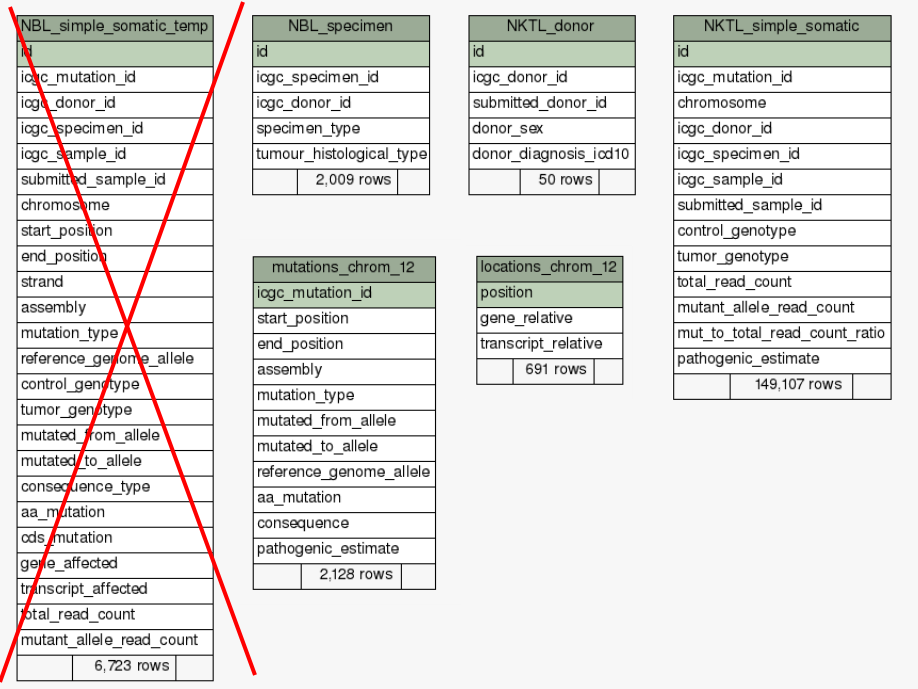 NBL_simple_somatic_temp
id
icgc_mutation_id
icgc_donor_id
icgc_specimen_id
icgc_sample_id
submitted_sample_id
chromosome
start_position
end_position
strand
assembly
mutation_type
reference_genome_allele
control_genotype
tumor_genotype
mutated_from_allele
mutated_to_allele
consequence_type
aa_mutation
cds_mutation
gene_affected
transcript_affected
total_read_count
mutant_allele_read_count
6,723 rows
NBL_specimen
id
icgc_specimen_id
icgc_donor_id
specimen_type
tumour_histological_type
2,009 rows
NKTL_donor
id
icgc_donor_id
submitted_donor_id
donor_sex
donor_diagnosis_icd10
50 rows
NKTL_simple_somatic
id
icgc_mutation_id
chromosome
icgc_donor_id
icgc_specimen_id
icgc_sample_id
submitted_sample_id
control_genotype
tumor_genotype
total_read_count
mutant_allele_read_count
mut_to_total_read_count_ratio
pathogenic_estimate
149,107 rows
mutations_chrom_12
icgc_mutation_id
start_position
end_position
assembly
mutation_type
mutated_from_allele
mutated_to_allele
reference_genome_allele
aa_mutation
consequence
pathogenic_estimate
2,128 rows
locations_chrom_12
position
gene_relative
transcript_relative
691 rows